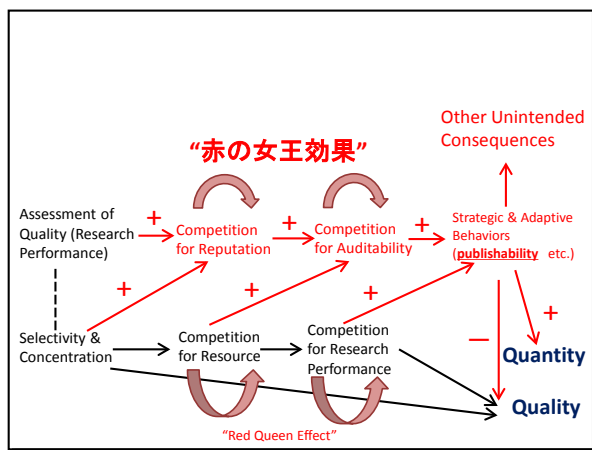 Other Unintended
Consequences
“赤の女王効果”
Assessment of
Quality (Research
Performance)
+
Competition
for Reputation
+
Competition
for Auditability
+
Strategic & Adaptive
Behaviors
(publishability etc.)
+
+
+
−
+
Selectivity &
Concentration
Competition
for Resource
Competition
for Research
Performance
Quantity
Quality
“Red Queen Effect”